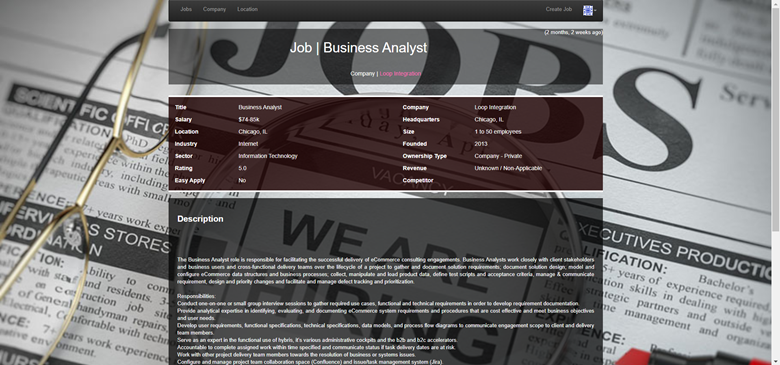 Jobs Company Location Create Job
(2 months, 2 weeks ago)
Job | Business Analyst
Company | Loop Integration
Title Business Analyst Company Loop Integration
Salary $74-85k Headquarters Chicago, IL
Location Chicago, IL Size 1 to 50 employees
Industry Internet Founded 2013
Sector Information Technology Ownership Type Company - Private
Rating 5.0 Revenue Unknown / Non-Applicable
Easy Apply No Competitor
Description
The Business Analyst role is responsible for facilitating the successful delivery of eCommerce consulting engagements. Business Analysts work closely with client stakeholders
and business users and cross-functional delivery teams over the lifecycle of a project to gather and document solution requirements; document solution design; model and
configure eCommerce data structures and business processes; collect, manipulate and load product data, define test scripts and acceptance criteria, manage & communicate
requirement, design and priority changes and facilitate and manage defect tracking and prioritization.
Responsibilities
Conduct one-on-one or small group interview sessions to gather required use cases, functional and technical requirements in order to develop requirement documentation.
Provide analytical expertise in identifying, evaluating, and documenting eCommerce system requirements and procedures that are cost effective and meet business objectives
and user needs.
Develop user requirements, functional specifications, technical specifications, data models, and process flow diagrams to communicate engagement scope to client and delivery
team members.
Serve as an expert in the functional use of hybris, it's various administrative cockpits and the b2b and b2c accelerators.
Accountable to complete assigned work within time specified and communicate status if task delivery dates are at risk.
Work with other project delivery team members towards the resolution of business or systems issues.
Configure and manage project team collaboration space (Confluence) and issue/task management system (Jira).
JOBS
SCIENTIFIC OFFICE
WE ARE
VACANCY
EXECUTIVES
PRODUCTION
QUALIFICATION:
Bachelor's
6+ years of experience